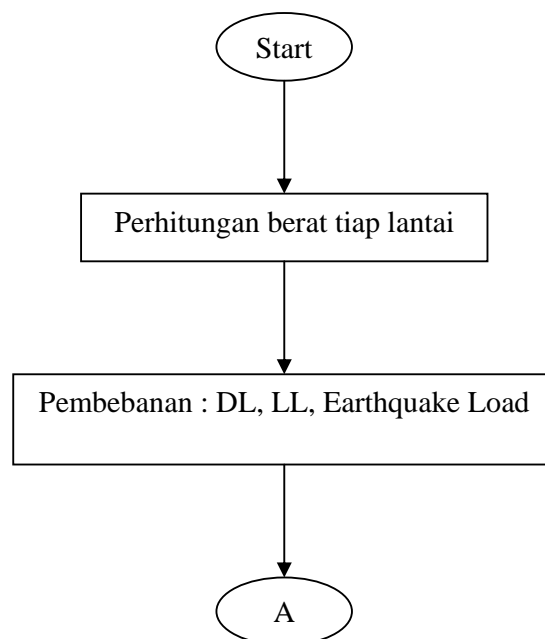 Start
Perhitungan berat tiap lantai
Pembebanan : DL, LL, Earthquake Load
A